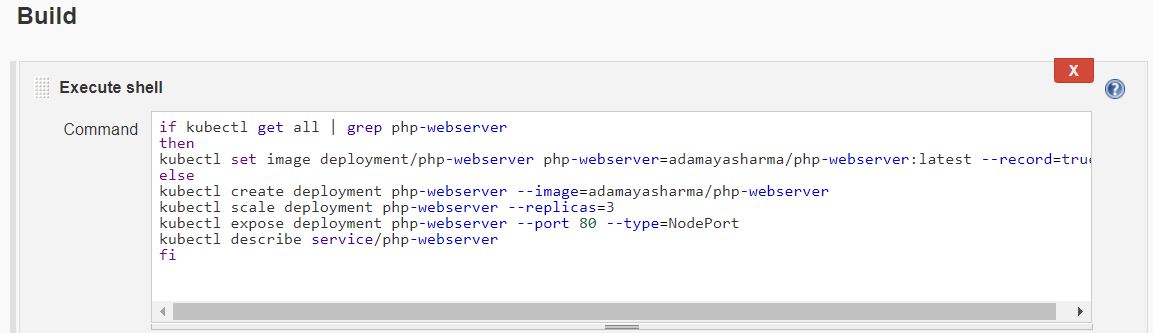 Build
Execute shell
X
?
Command
if kubectl get all | grep php-webserver
then
kubectl set image deployment/php-webserver php-webserver=adamayasharma/php-webserver:latest --record=true
else
kubectl create deployment php-webserver --image=adamayasharma/php-webserver
kubectl scale deployment php-webserver --replicas=3
kubectl expose deployment php-webserver --port 80 --type=NodePort
kubectl describe service/php-webserver
fi